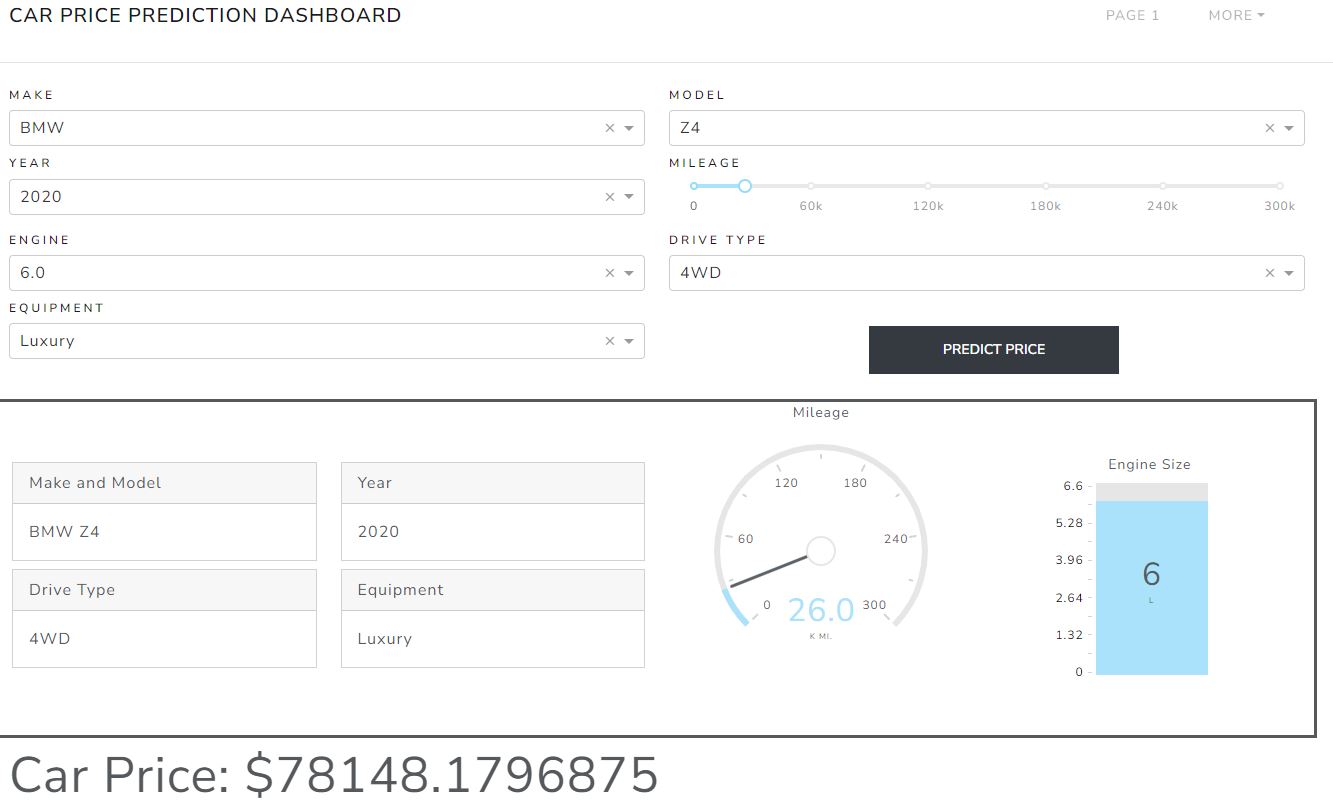 CAR PRICE PREDICTION DASHBOARD
PAGE 1 MORE
MAKE
BMW
MODEL
Z4
YEAR
2020
MILEAGE
0 60k 120k 180k 240k 300k
ENGINE
6.0
DRIVE TYPE
4WD
EQUIPMENT
Luxury
PREDICT PRICE
Make and Model
BMW Z4
Year
2020
Drive Type
4WD
Equipment
Luxury
Mileage
120 180
60 240
0 300
26.0
K MI.
Engine Size
6.6
5.28
3.96
2.64
1.32
0
6
L
Car Price: $78148.1796875